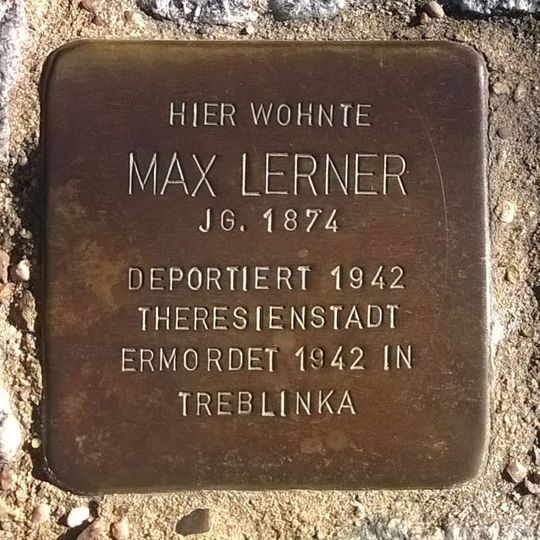 HIER WOHNTE
MAX LERNER
JG. 1874
DEPORTIERT 1942
THERESIENSTADT
ERMORDET 1942 IN
TREBLINKA